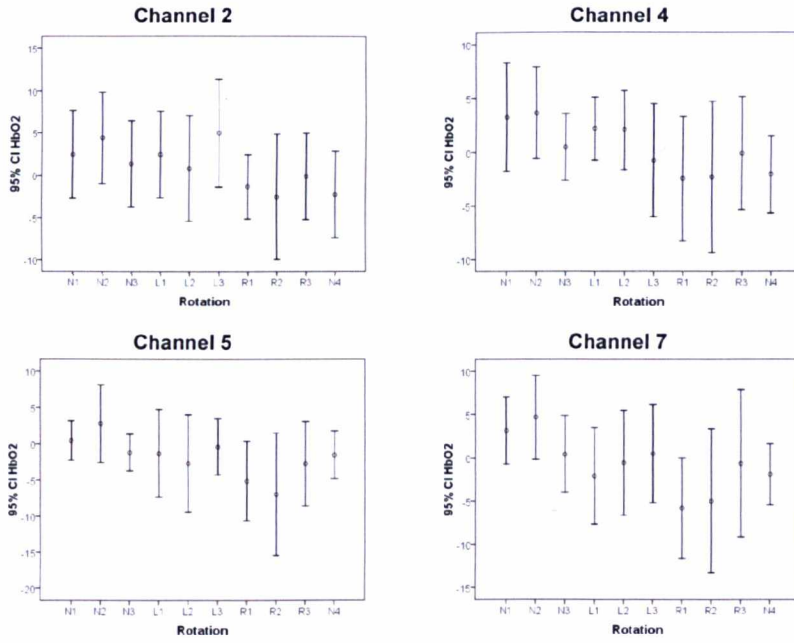 Channel 2
15
10
5
0
-5
-10
95% CI HbO2
N1 N2 N3 L1 L2 L3 R1 R2 R3 N4
Rotation
Channel 4
10
5
0
-5
-10
95% CI HbO2
N1 N2 N3 L1 L2 L3 R1 R2 R3 N4
Rotation
Channel 5
10
5
0
-5
-10
-15
-20
95% CI HbO2
N1 N2 N3 L1 L2 L3 R1 R2 R3 N4
Rotation
Channel 7
10
5
0
-5
-10
-15
95% CI HbO2
N1 N2 N3 L1 L2 L3 R1 R2 R3 N4
Rotation